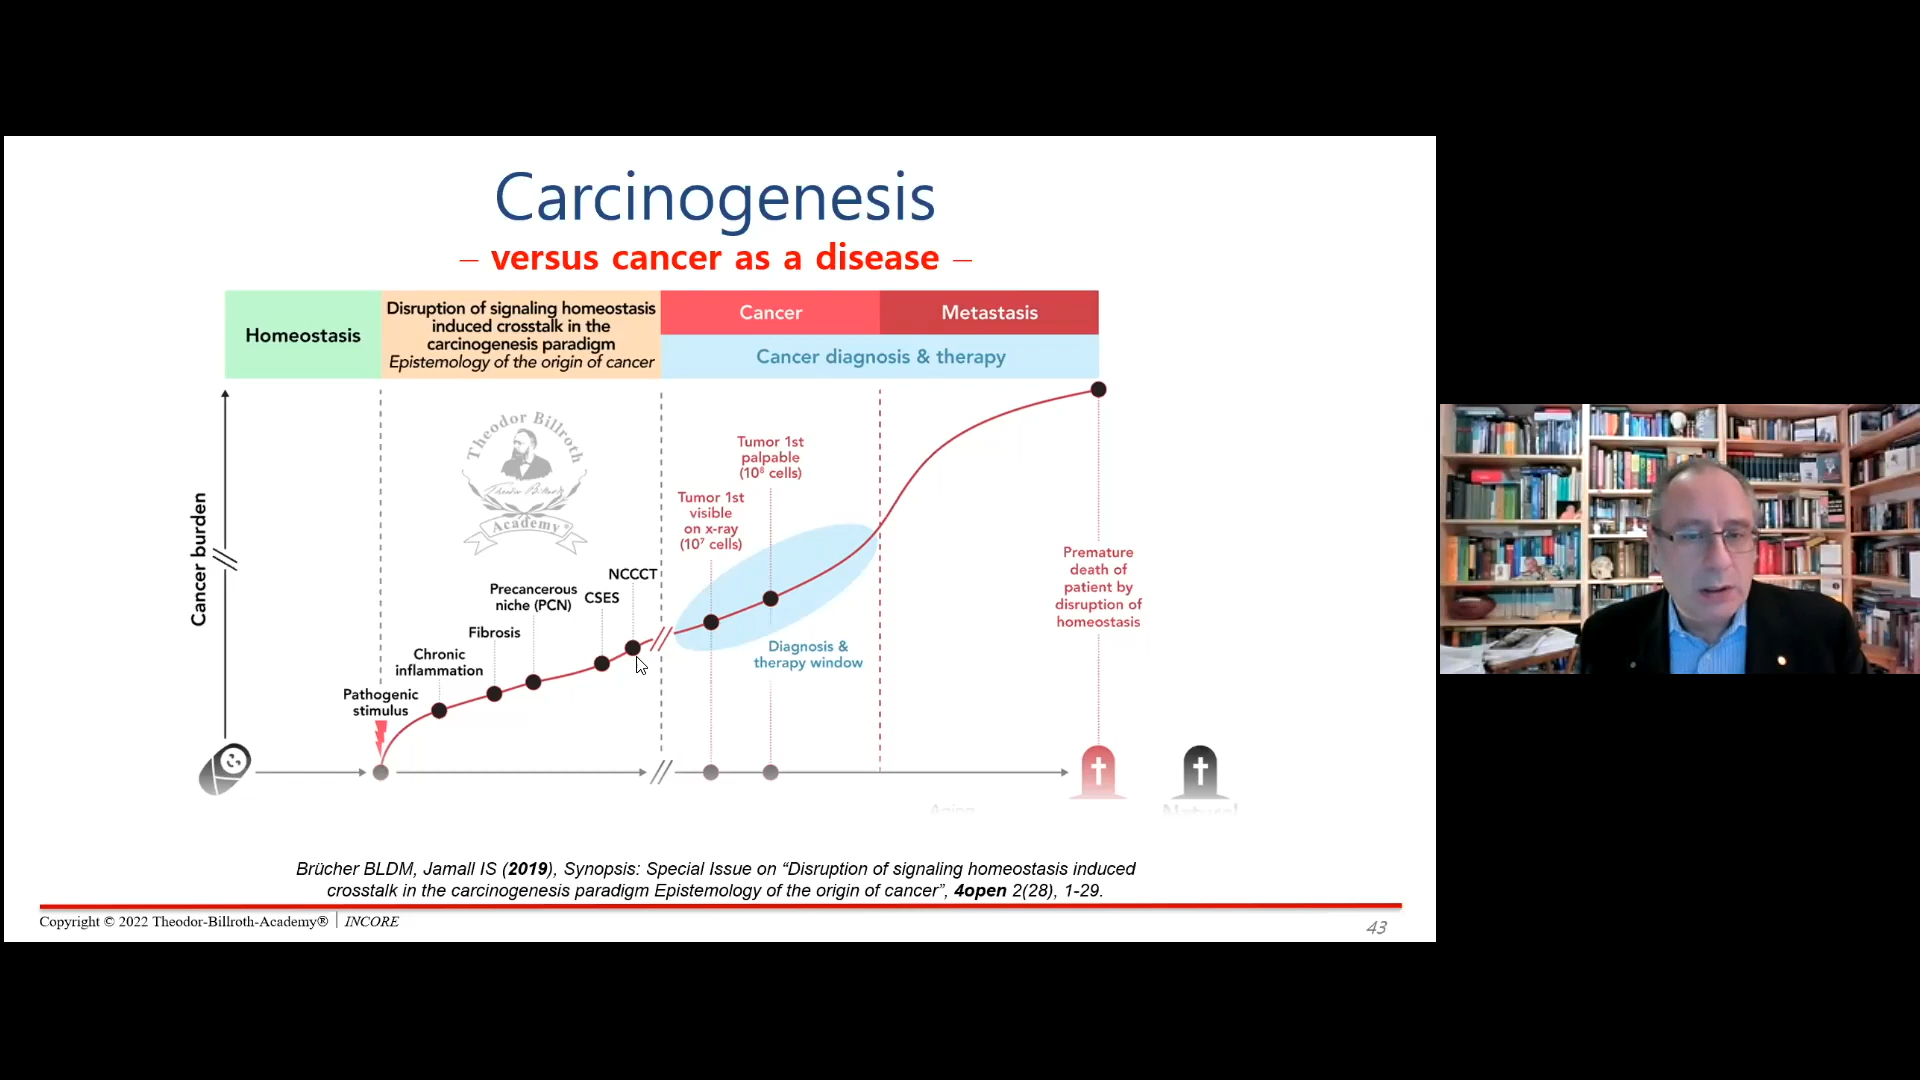 Carcinogenesis
– versus cancer as a disease –
Homeostasis
Disruption of signaling homeostasis
induced crosstalk in the
carcinogenesis paradigm
Epistemology of the origin of cancer
Cancer
Metastasis
Cancer diagnosis & therapy
Cancer burden
Theodor Billroth
Academy®
Pathogenic
stimulus
Chronic
inflammation
Fibrosis
Precancerous
niche (PCN)
CSES
NCCCT
Tumor 1st
visible
on x-ray
(10⁷ cells)
Tumor 1st
palpable
(10⁸ cells)
Diagnosis &
therapy window
Premature
death of
patient by
disruption of
homeostasis
Aging
Natural
Brücher BLDM, Jamall IS (2019), Synopsis: Special Issue on “Disruption of signaling homeostasis induced
crosstalk in the carcinogenesis paradigm Epistemology of the origin of cancer”, 4open 2(28), 1-29.
Copyright © 2022 Theodor-Billroth-Academy® | INCORE
43